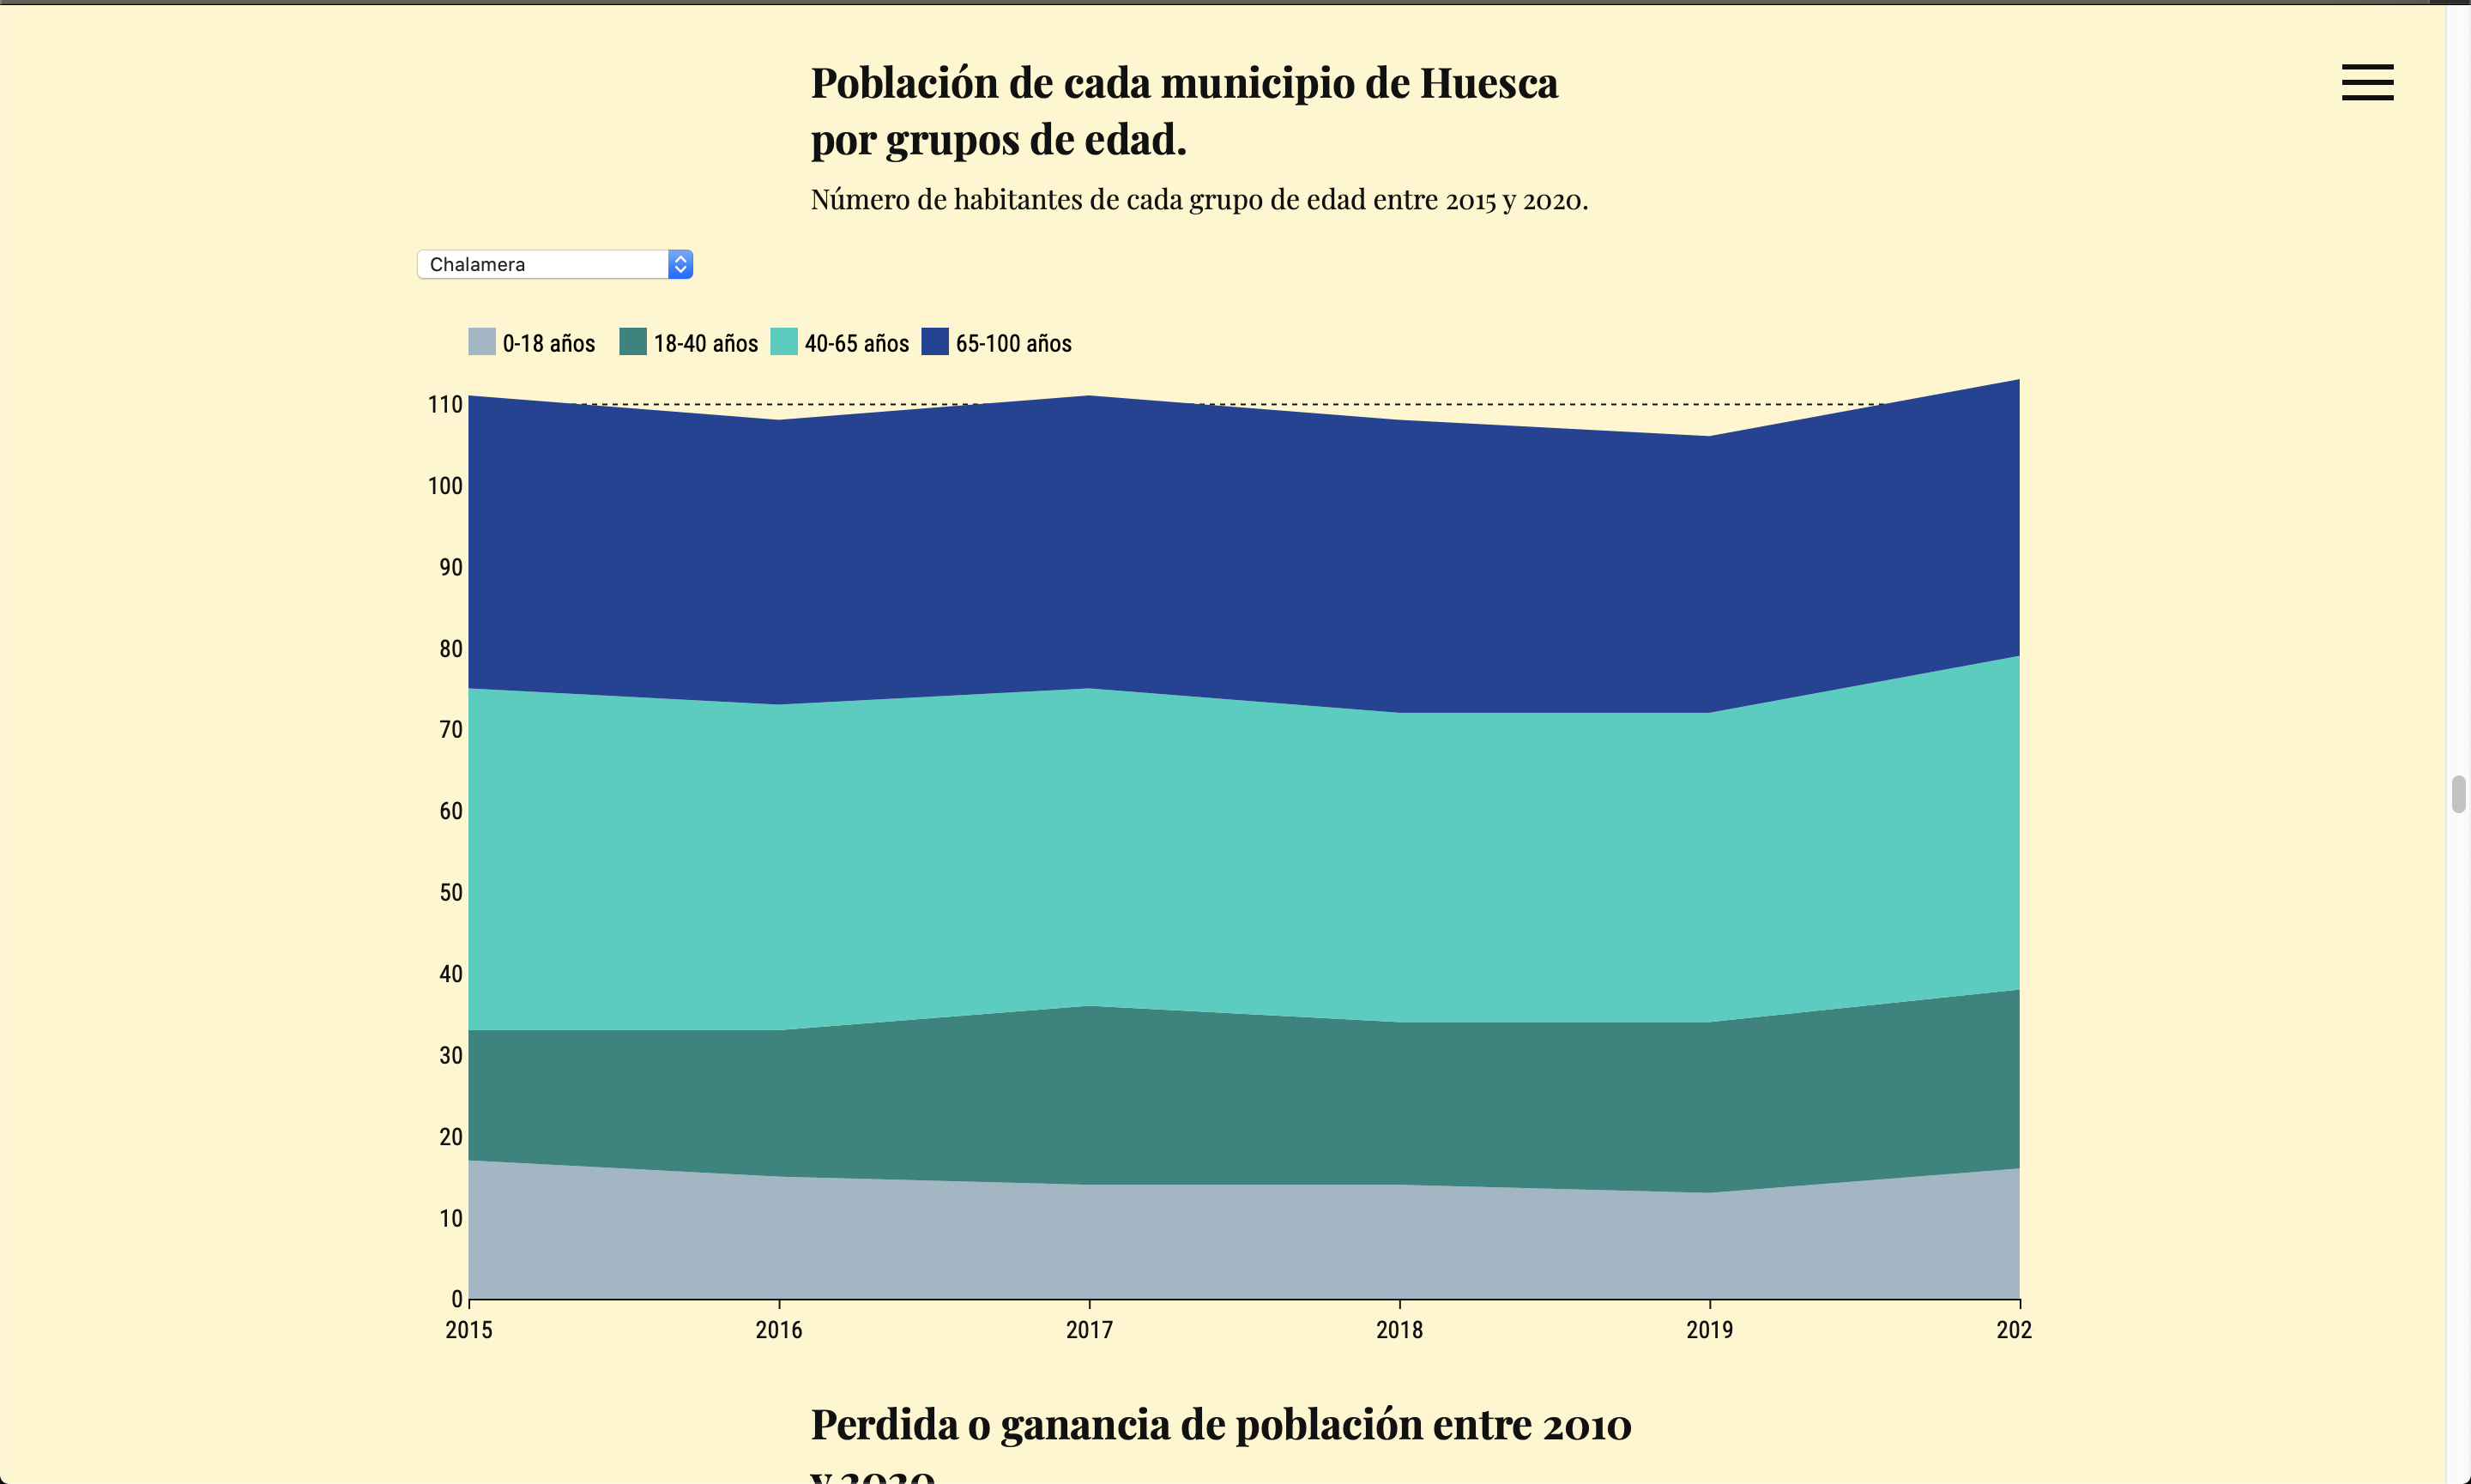 Población de cada municipio de Huesca
por grupos de edad.
Número de habitantes de cada grupo de edad entre 2015 y 2020.
Chalamera
0-18 años 18-40 años 40-65 años 65-100 años
110
100
90
80
70
60
50
40
30
20
10
0
2015 2016 2017 2018 2019 202
Perdida o ganancia de población entre 2010
y 2020